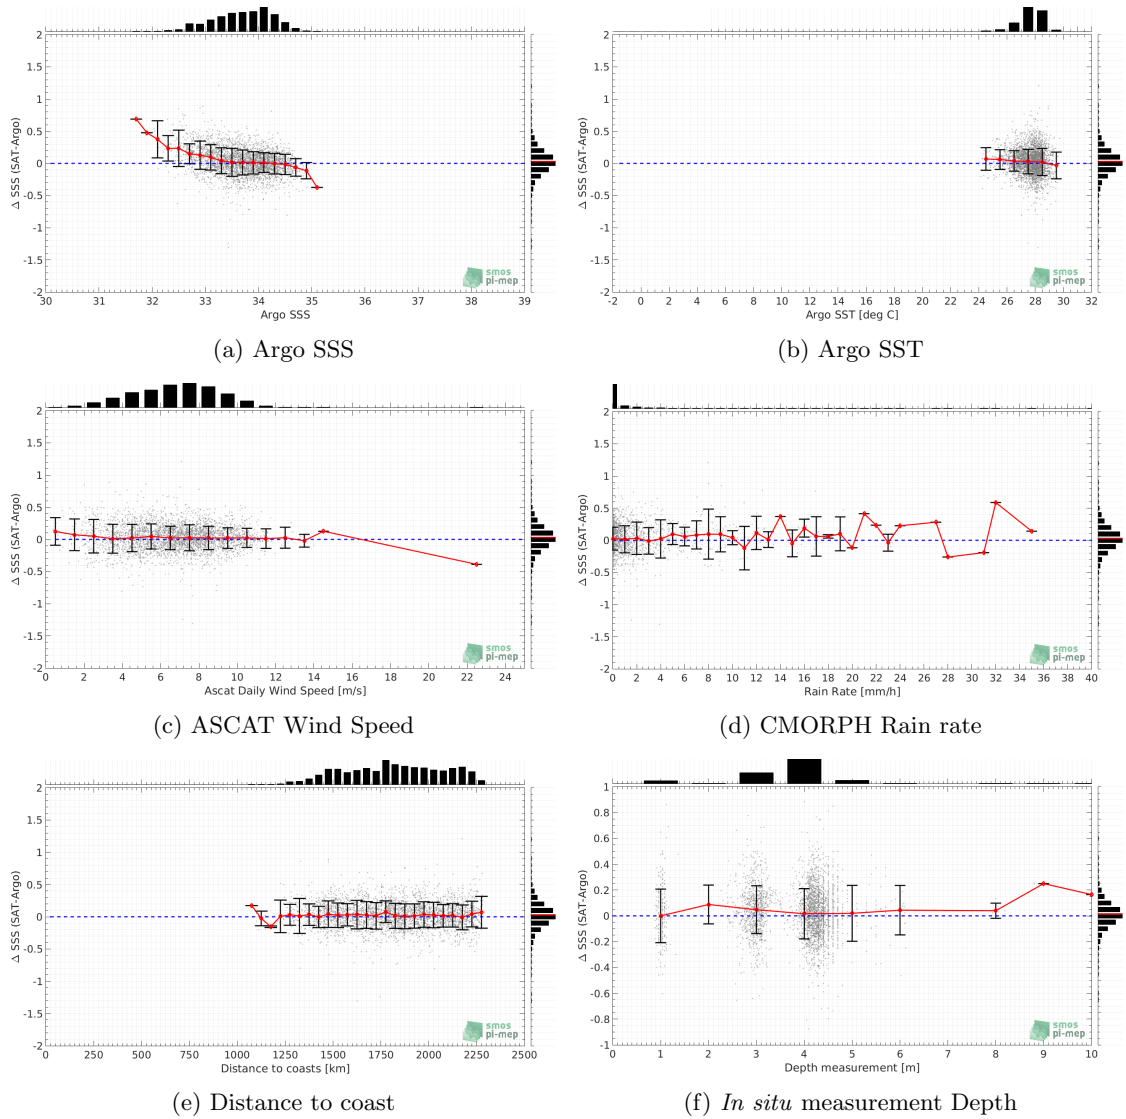 2
1.5
1
0.5
0
-0.5
-1
-1.5
-2
Δ SSS (SAT-Argo)
30 31 32 33 34 35 36 37 38 39
Argo SSS
smos
pi-mep
(a) Argo SSS
2
1.5
1
0.5
0
-0.5
-1
-1.5
-2
Δ SSS (SAT-Argo)
-2 0 2 4 6 8 10 12 14 16 18 20 22 24 26 28 30 32
Argo SST [deg C]
smos
pi-mep
(b) Argo SST
2
1.5
1
0.5
0
-0.5
-1
-1.5
-2
Δ SSS (SAT-Argo)
0 2 4 6 8 10 12 14 16 18 20 22 24
Ascat Daily Wind Speed [m/s]
smos
pi-mep
(c) ASCAT Wind Speed
2
1.5
1
0.5
0
-0.5
-1
-1.5
-2
Δ SSS (SAT-Argo)
0 2 4 6 8 10 12 14 16 18 20 22 24 26 28 30 32 34 36 38 40
Rain Rate [mm/h]
smos
pi-mep
(d) CMORPH Rain rate
2
1.5
1
0.5
0
-0.5
-1
-1.5
-2
Δ SSS (SAT-Argo)
0 250 500 750 1000 1250 1500 1750 2000 2250 2500
Distance to coasts [km]
smos
pi-mep
(e) Distance to coast
1
0.8
0.6
0.4
0.2
0
-0.2
-0.4
-0.6
-0.8
-1
Δ SSS (SAT-Argo)
0 1 2 3 4 5 6 7 8 9 10
Depth measurement [m]
smos
pi-mep
(f) In situ measurement Depth